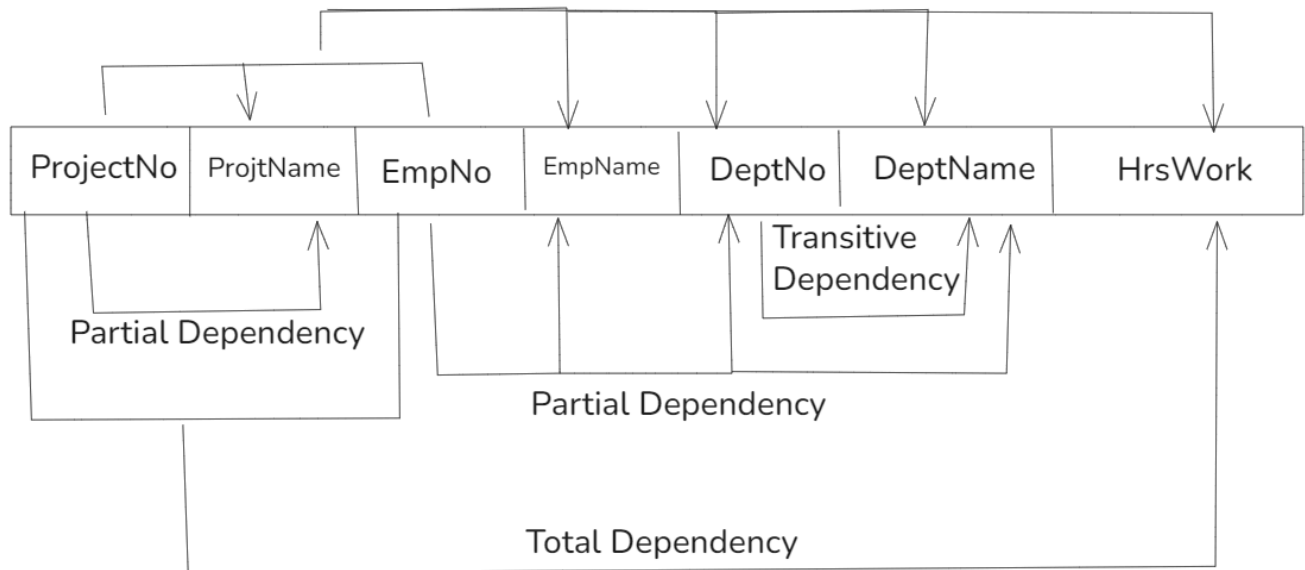 ProjectNo
ProjtName
EmpNo
EmpName
DeptNo
DeptName
HrsWork
Transitive
Dependency
Partial Dependency
Partial Dependency
Total Dependency